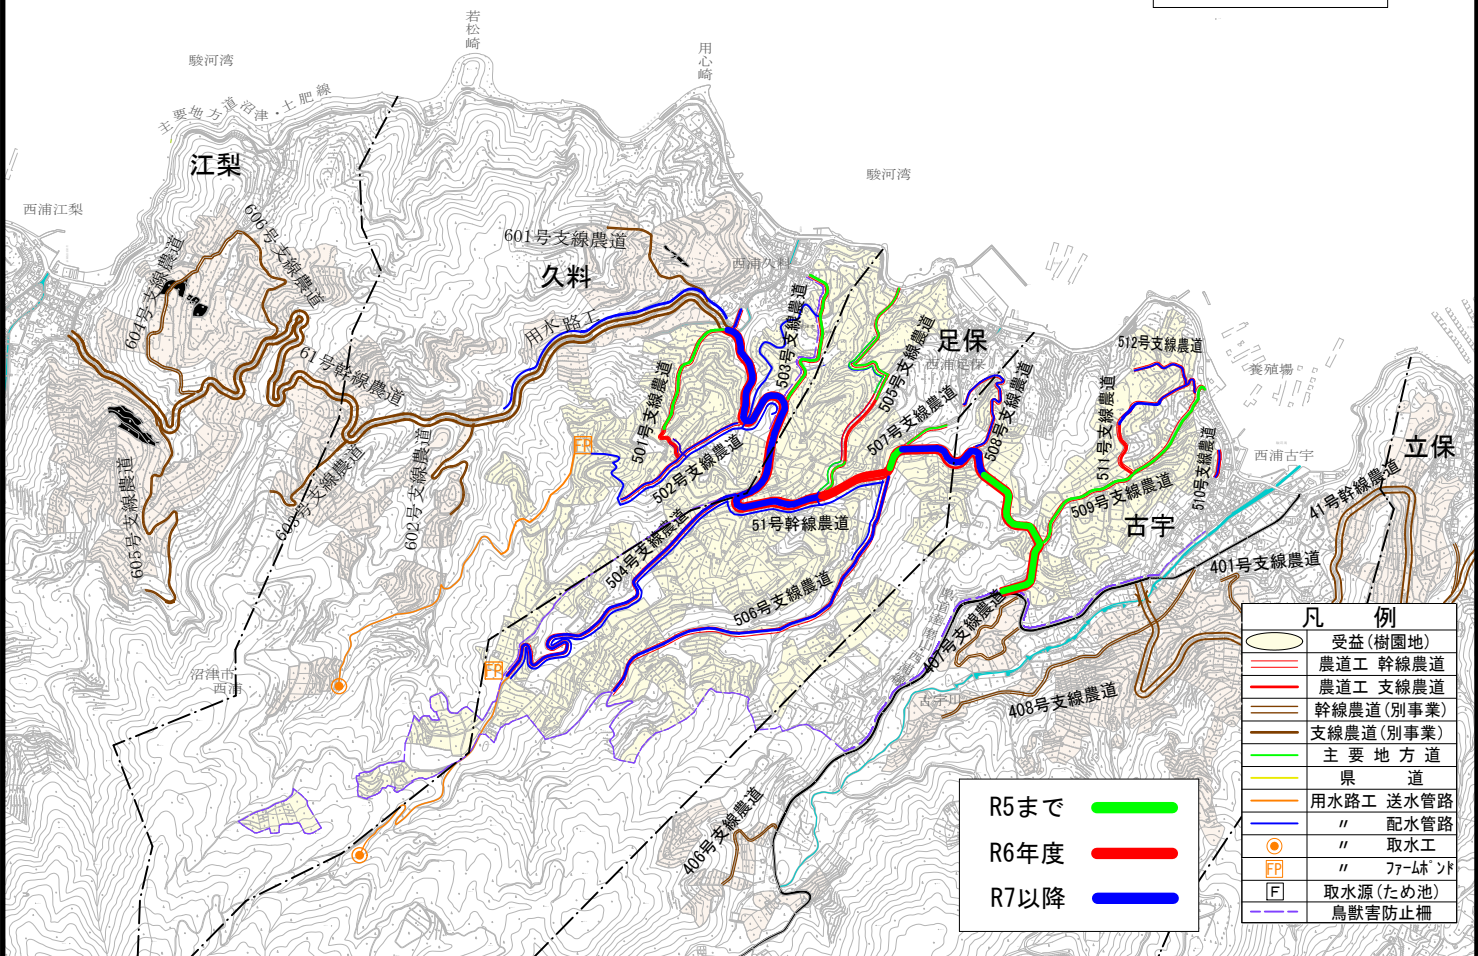 若松崎
駿河湾
用心崎
主要地方道沼津・土肥線
江梨
駿河湾
西浦江梨
606号支線農道
601号支線農道
604号支線農道
久料
西浦久料
用水路工
503号支線農道
足保
西浦足保
505号支線農道
512号支線農道
養殖場
61号幹線農道
501号支線農道
507号支線農道
508号支線農道
511号支線農道
立保
西浦古宇
605号支線農道
602号支線農道
502号支線農道
510号支線農道
41号幹線農道
509号支線農道
51号幹線農道
古宇
504号支線農道
401号支線農道
506号支線農道
407号支線農道
沼津市
西浦
古宇川
408号支線農道
406号支線農道
FP
FP
R5まで
R6年度
R7以降
凡 例
受益(樹園地)
農道工 幹線農道
農道工 支線農道
幹線農道(別事業)
支線農道(別事業)
主要地方道
県 道
用水路工 送水管路
〃 配水管路
〃 取水工
FP 〃 ファームポンド
F 取水源(ため池)
鳥獣害防止柵